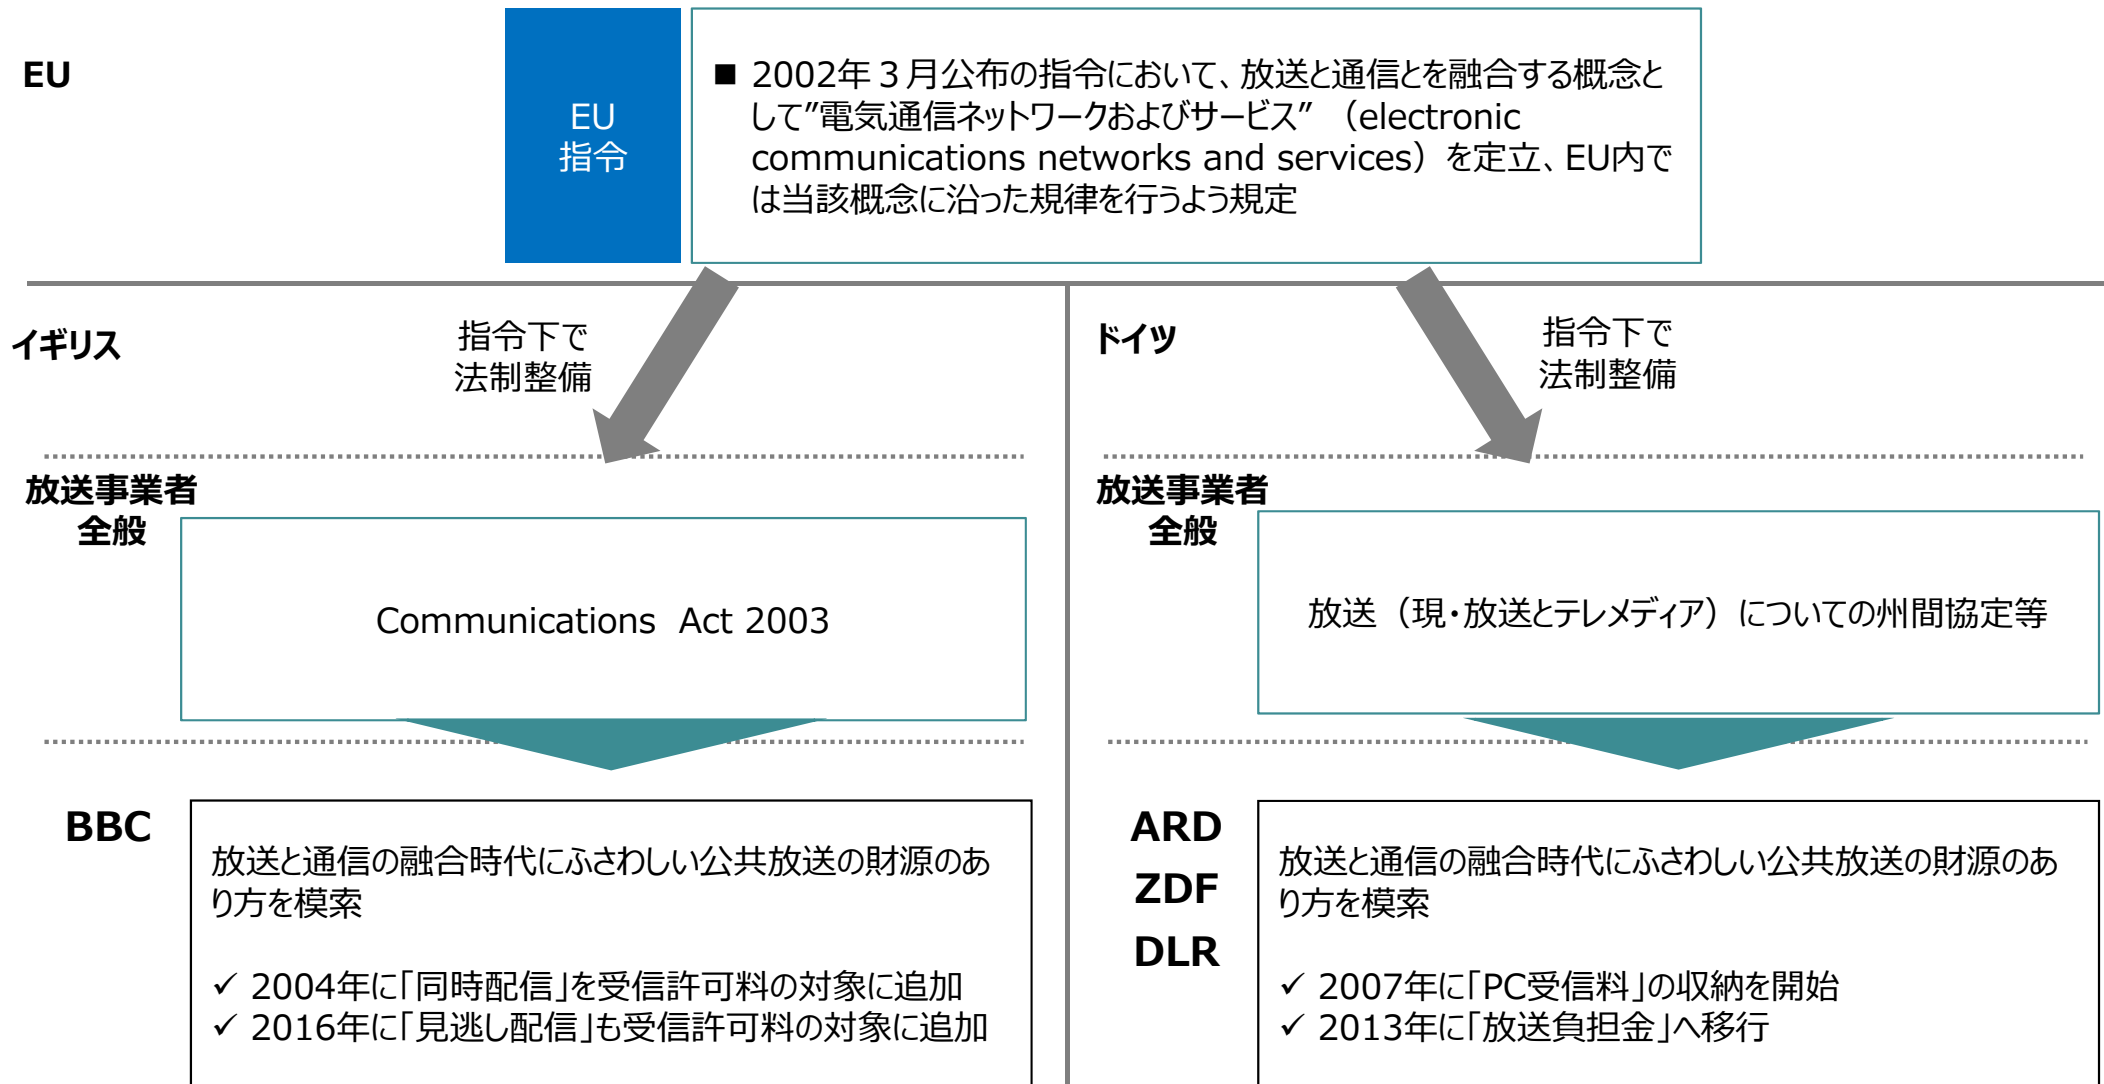 EU
EU
指令
■ 2002年３月公布の指令において、放送と通信とを融合する概念と
して”電気通信ネットワークおよびサービス” （electronic
communications networks and services）を定立、EU内で
は当該概念に沿った規律を行うよう規定
イギリス
指令下で
法制整備
放送事業者
全般
Communications Act 2003
BBC
放送と通信の融合時代にふさわしい公共放送の財源のあ
り方を模索
✓ 2004年に「同時配信」を受信許可料の対象に追加
✓ 2016年に「見逃し配信」も受信許可料の対象に追加
ドイツ
指令下で
法制整備
放送事業者
全般
放送（現・放送とテレメディア）についての州間協定等
ARD
ZDF
DLR
放送と通信の融合時代にふさわしい公共放送の財源のあ
り方を模索
✓ 2007年に「PC受信料」の収納を開始
✓ 2013年に「放送負担金」へ移行